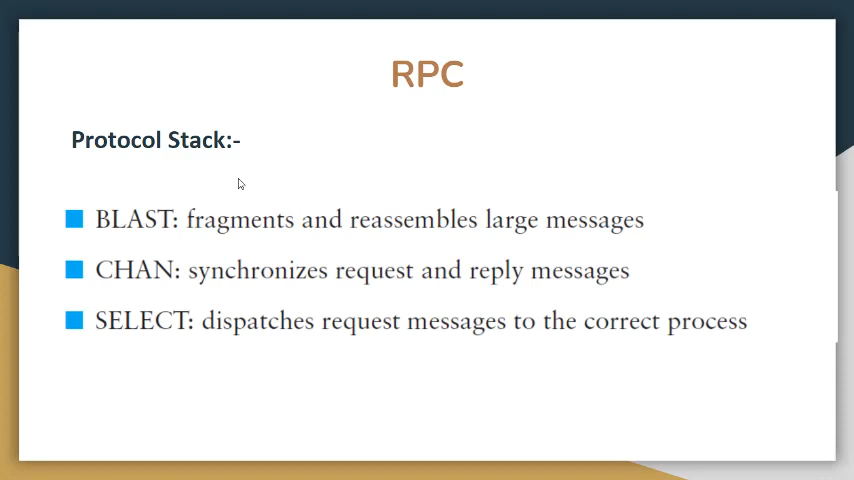 RPC
Protocol Stack:-
BLAST: fragments and reassembles large messages
CHAN: synchronizes request and reply messages
SELECT: dispatches request messages to the correct process